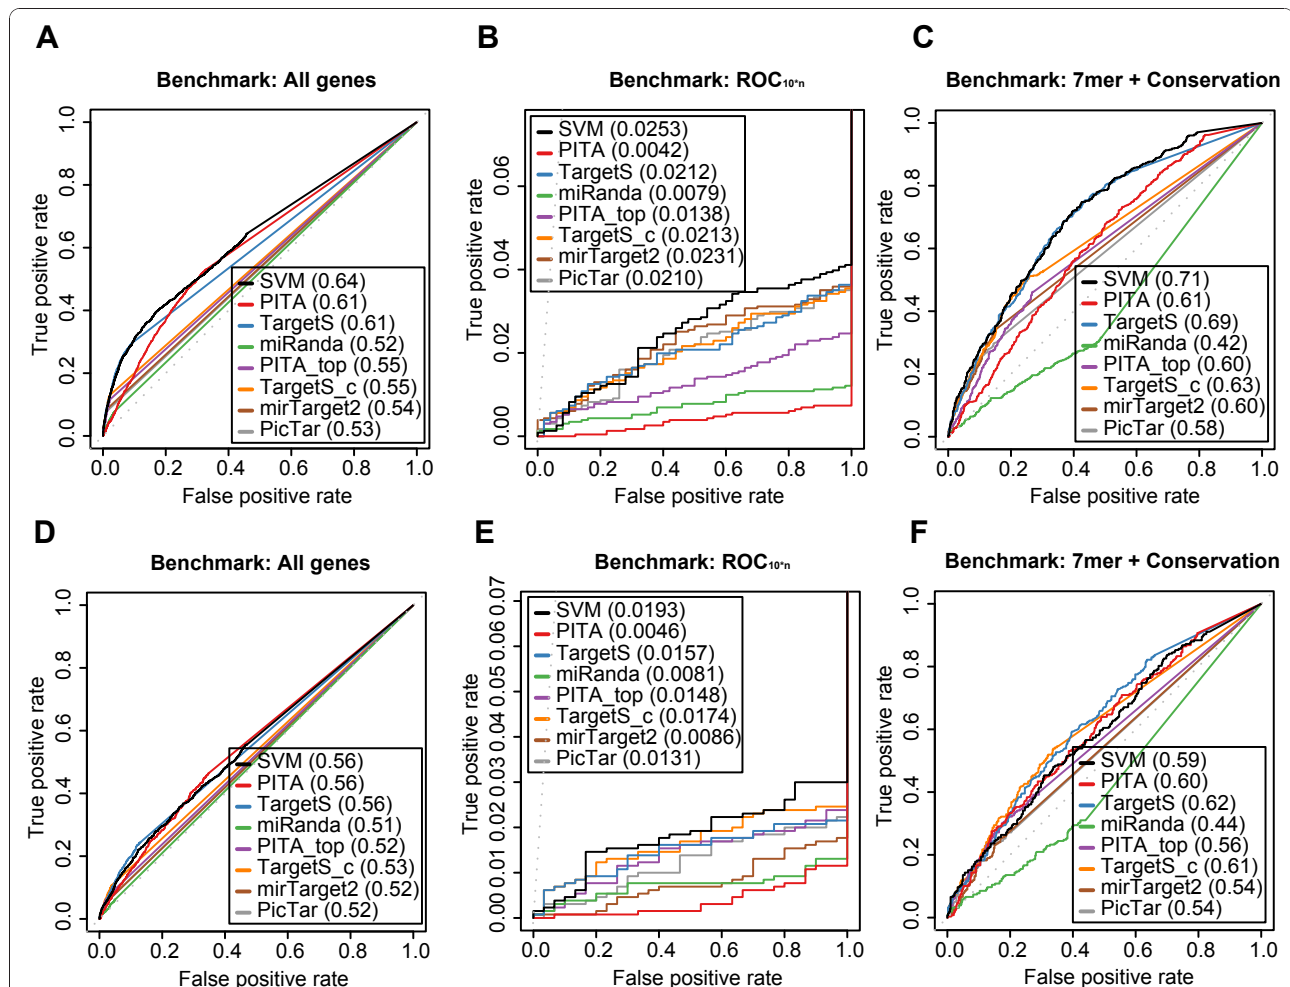 A
Benchmark: All genes
True positive rate
0.0 0.2 0.4 0.6 0.8 1.0
SVM (0.64)
PITA (0.61)
TargetS (0.61)
miRanda (0.52)
PITA_top (0.55)
TargetS_c (0.55)
mirTarget2 (0.54)
PicTar (0.53)
0.0 0.2 0.4 0.6 0.8 1.0
False positive rate
B
Benchmark: ROC10*n
True positive rate
0.00 0.02 0.04 0.06
SVM (0.0253)
PITA (0.0042)
TargetS (0.0212)
miRanda (0.0079)
PITA_top (0.0138)
TargetS_c (0.0213)
mirTarget2 (0.0231)
PicTar (0.0210)
0.0 0.2 0.4 0.6 0.8 1.0
False positive rate
C
Benchmark: 7mer + Conservation
True positive rate
0.0 0.2 0.4 0.6 0.8 1.0
SVM (0.71)
PITA (0.61)
TargetS (0.69)
miRanda (0.42)
PITA_top (0.60)
TargetS_c (0.63)
mirTarget2 (0.60)
PicTar (0.58)
0.0 0.2 0.4 0.6 0.8 1.0
False positive rate
D
Benchmark: All genes
True positive rate
0.0 0.2 0.4 0.6 0.8 1.0
SVM (0.56)
PITA (0.56)
TargetS (0.56)
miRanda (0.51)
PITA_top (0.52)
TargetS_c (0.53)
mirTarget2 (0.52)
PicTar (0.52)
0.0 0.2 0.4 0.6 0.8 1.0
False positive rate
E
Benchmark: ROC10*n
True positive rate
0.00 0.01 0.02 0.03 0.04 0.05 0.06 0.07
SVM (0.0193)
PITA (0.0046)
TargetS (0.0157)
miRanda (0.0081)
PITA_top (0.0148)
TargetS_c (0.0174)
mirTarget2 (0.0086)
PicTar (0.0131)
0.0 0.2 0.4 0.6 0.8 1.0
False positive rate
F
Benchmark: 7mer + Conservation
True positive rate
0.0 0.2 0.4 0.6 0.8 1.0
SVM (0.59)
PITA (0.60)
TargetS (0.62)
miRanda (0.44)
PITA_top (0.56)
TargetS_c (0.61)
mirTarget2 (0.54)
PicTar (0.54)
0.0 0.2 0.4 0.6 0.8 1.0
False positive rate